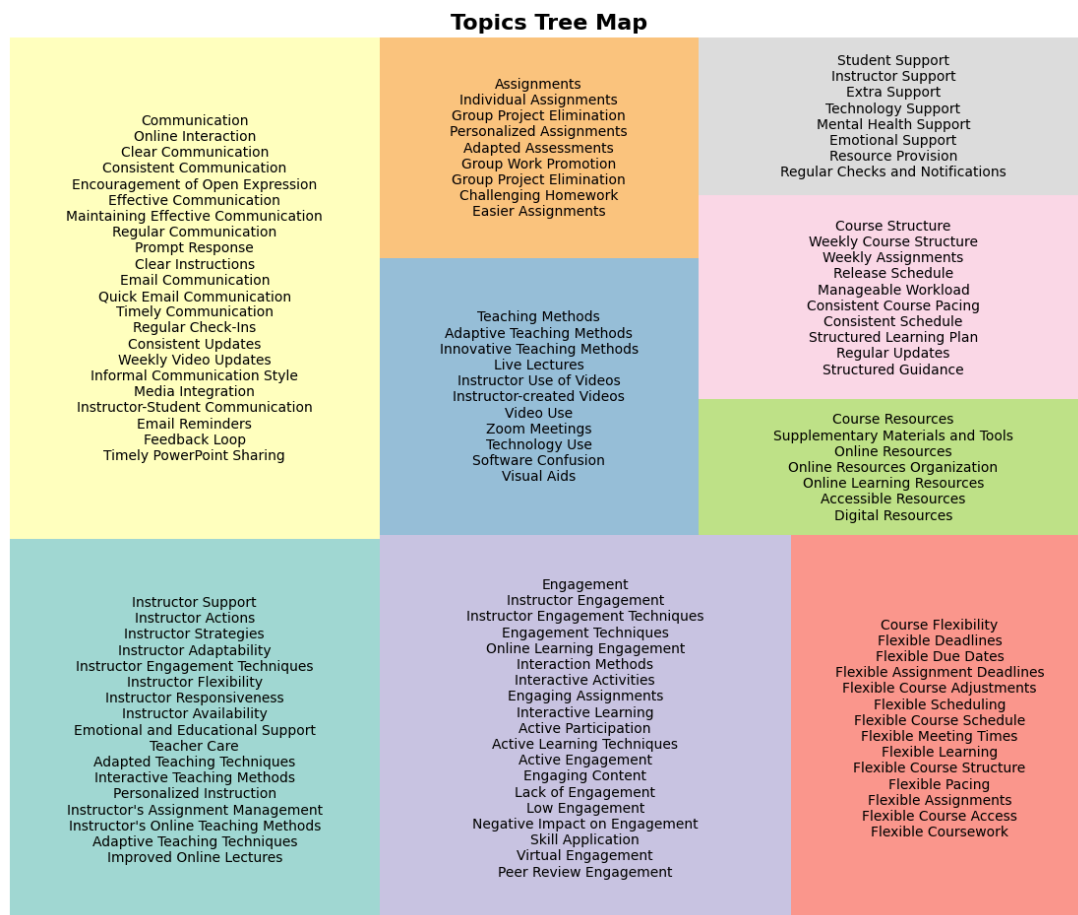 Topics Tree Map
Communication
Online Interaction
Clear Communication
Consistent Communication
Encouragement of Open Expression
Effective Communication
Maintaining Effective Communication
Regular Communication
Prompt Response
Clear Instructions
Email Communication
Quick Email Communication
Timely Communication
Regular Check-Ins
Consistent Updates
Weekly Video Updates
Informal Communication Style
Media Integration
Instructor-Student Communication
Email Reminders
Feedback Loop
Timely PowerPoint Sharing
Assignments
Individual Assignments
Group Project Elimination
Personalized Assignments
Adapted Assessments
Group Work Promotion
Group Project Elimination
Challenging Homework
Easier Assignments
Student Support
Instructor Support
Extra Support
Technology Support
Mental Health Support
Emotional Support
Resource Provision
Regular Checks and Notifications
Teaching Methods
Adaptive Teaching Methods
Innovative Teaching Methods
Live Lectures
Instructor Use of Videos
Instructor-created Videos
Video Use
Zoom Meetings
Technology Use
Software Confusion
Visual Aids
Course Structure
Weekly Course Structure
Weekly Assignments
Release Schedule
Manageable Workload
Consistent Course Pacing
Consistent Schedule
Structured Learning Plan
Regular Updates
Structured Guidance
Course Resources
Supplementary Materials and Tools
Online Resources
Online Resources Organization
Online Learning Resources
Accessible Resources
Digital Resources
Instructor Support
Instructor Actions
Instructor Strategies
Instructor Adaptability
Instructor Engagement Techniques
Instructor Flexibility
Instructor Responsiveness
Instructor Availability
Emotional and Educational Support
Teacher Care
Adapted Teaching Techniques
Interactive Teaching Methods
Personalized Instruction
Instructor's Assignment Management
Instructor's Online Teaching Methods
Adaptive Teaching Techniques
Improved Online Lectures
Engagement
Instructor Engagement
Instructor Engagement Techniques
Engagement Techniques
Online Learning Engagement
Interaction Methods
Interactive Activities
Engaging Assignments
Interactive Learning
Active Participation
Active Learning Techniques
Active Engagement
Engaging Content
Lack of Engagement
Low Engagement
Negative Impact on Engagement
Skill Application
Virtual Engagement
Peer Review Engagement
Course Flexibility
Flexible Deadlines
Flexible Due Dates
Flexible Assignment Deadlines
Flexible Course Adjustments
Flexible Scheduling
Flexible Course Schedule
Flexible Meeting Times
Flexible Learning
Flexible Course Structure
Flexible Pacing
Flexible Assignments
Flexible Course Access
Flexible Coursework